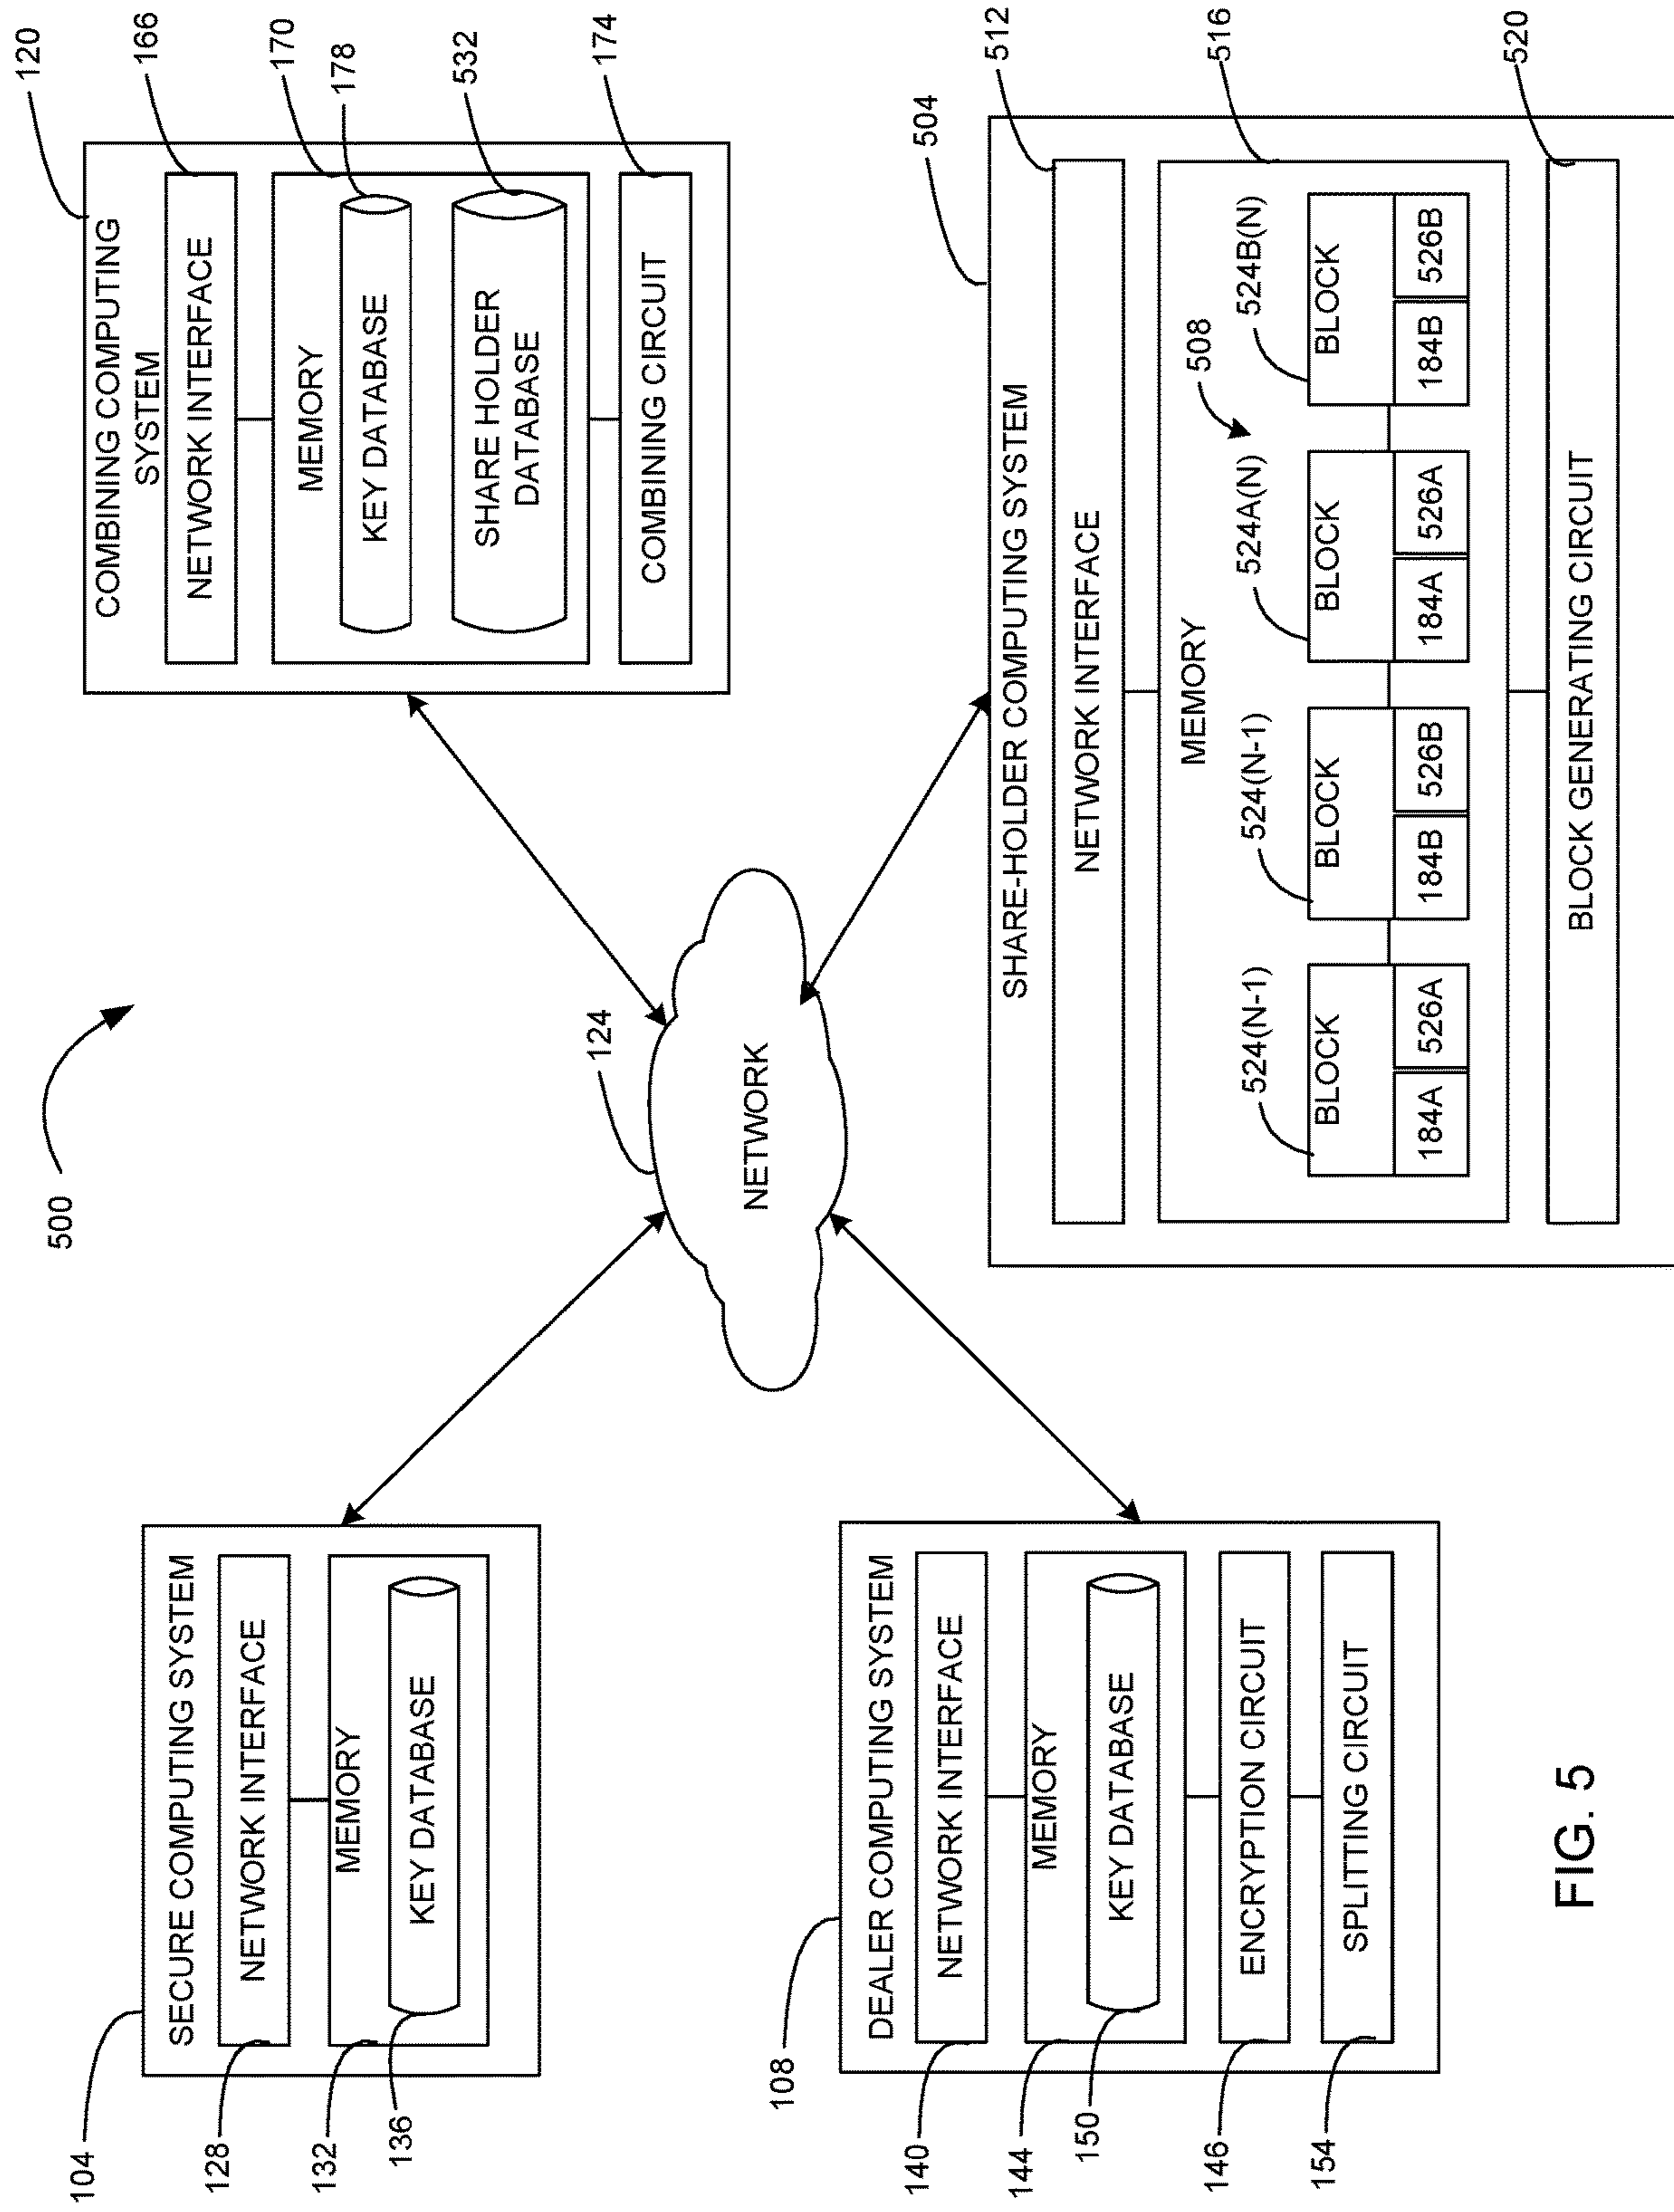 500
104
SECURE COMPUTING SYSTEM
128
NETWORK INTERFACE
132
MEMORY
136
KEY DATABASE
120
COMBINING COMPUTING
SYSTEM
166
NETWORK INTERFACE
170
MEMORY
178
KEY DATABASE
532
SHARE HOLDER
DATABASE
174
COMBINING CIRCUIT
124
NETWORK
108
DEALER COMPUTING SYSTEM
140
NETWORK INTERFACE
144
MEMORY
150
KEY DATABASE
146
ENCRYPTION CIRCUIT
154
SPLITTING CIRCUIT
504
SHARE-HOLDER COMPUTING SYSTEM
512
NETWORK INTERFACE
516
MEMORY
508
524(N-1)
524(N-1)
524A(N)
524B(N)
BLOCK
BLOCK
BLOCK
BLOCK
184A 526A
184B 526B
184A 526A
184B 526B
520
BLOCK GENERATING CIRCUIT
FIG. 5